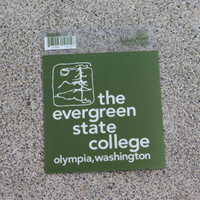 the
evergreen
state
college
olympia, washington